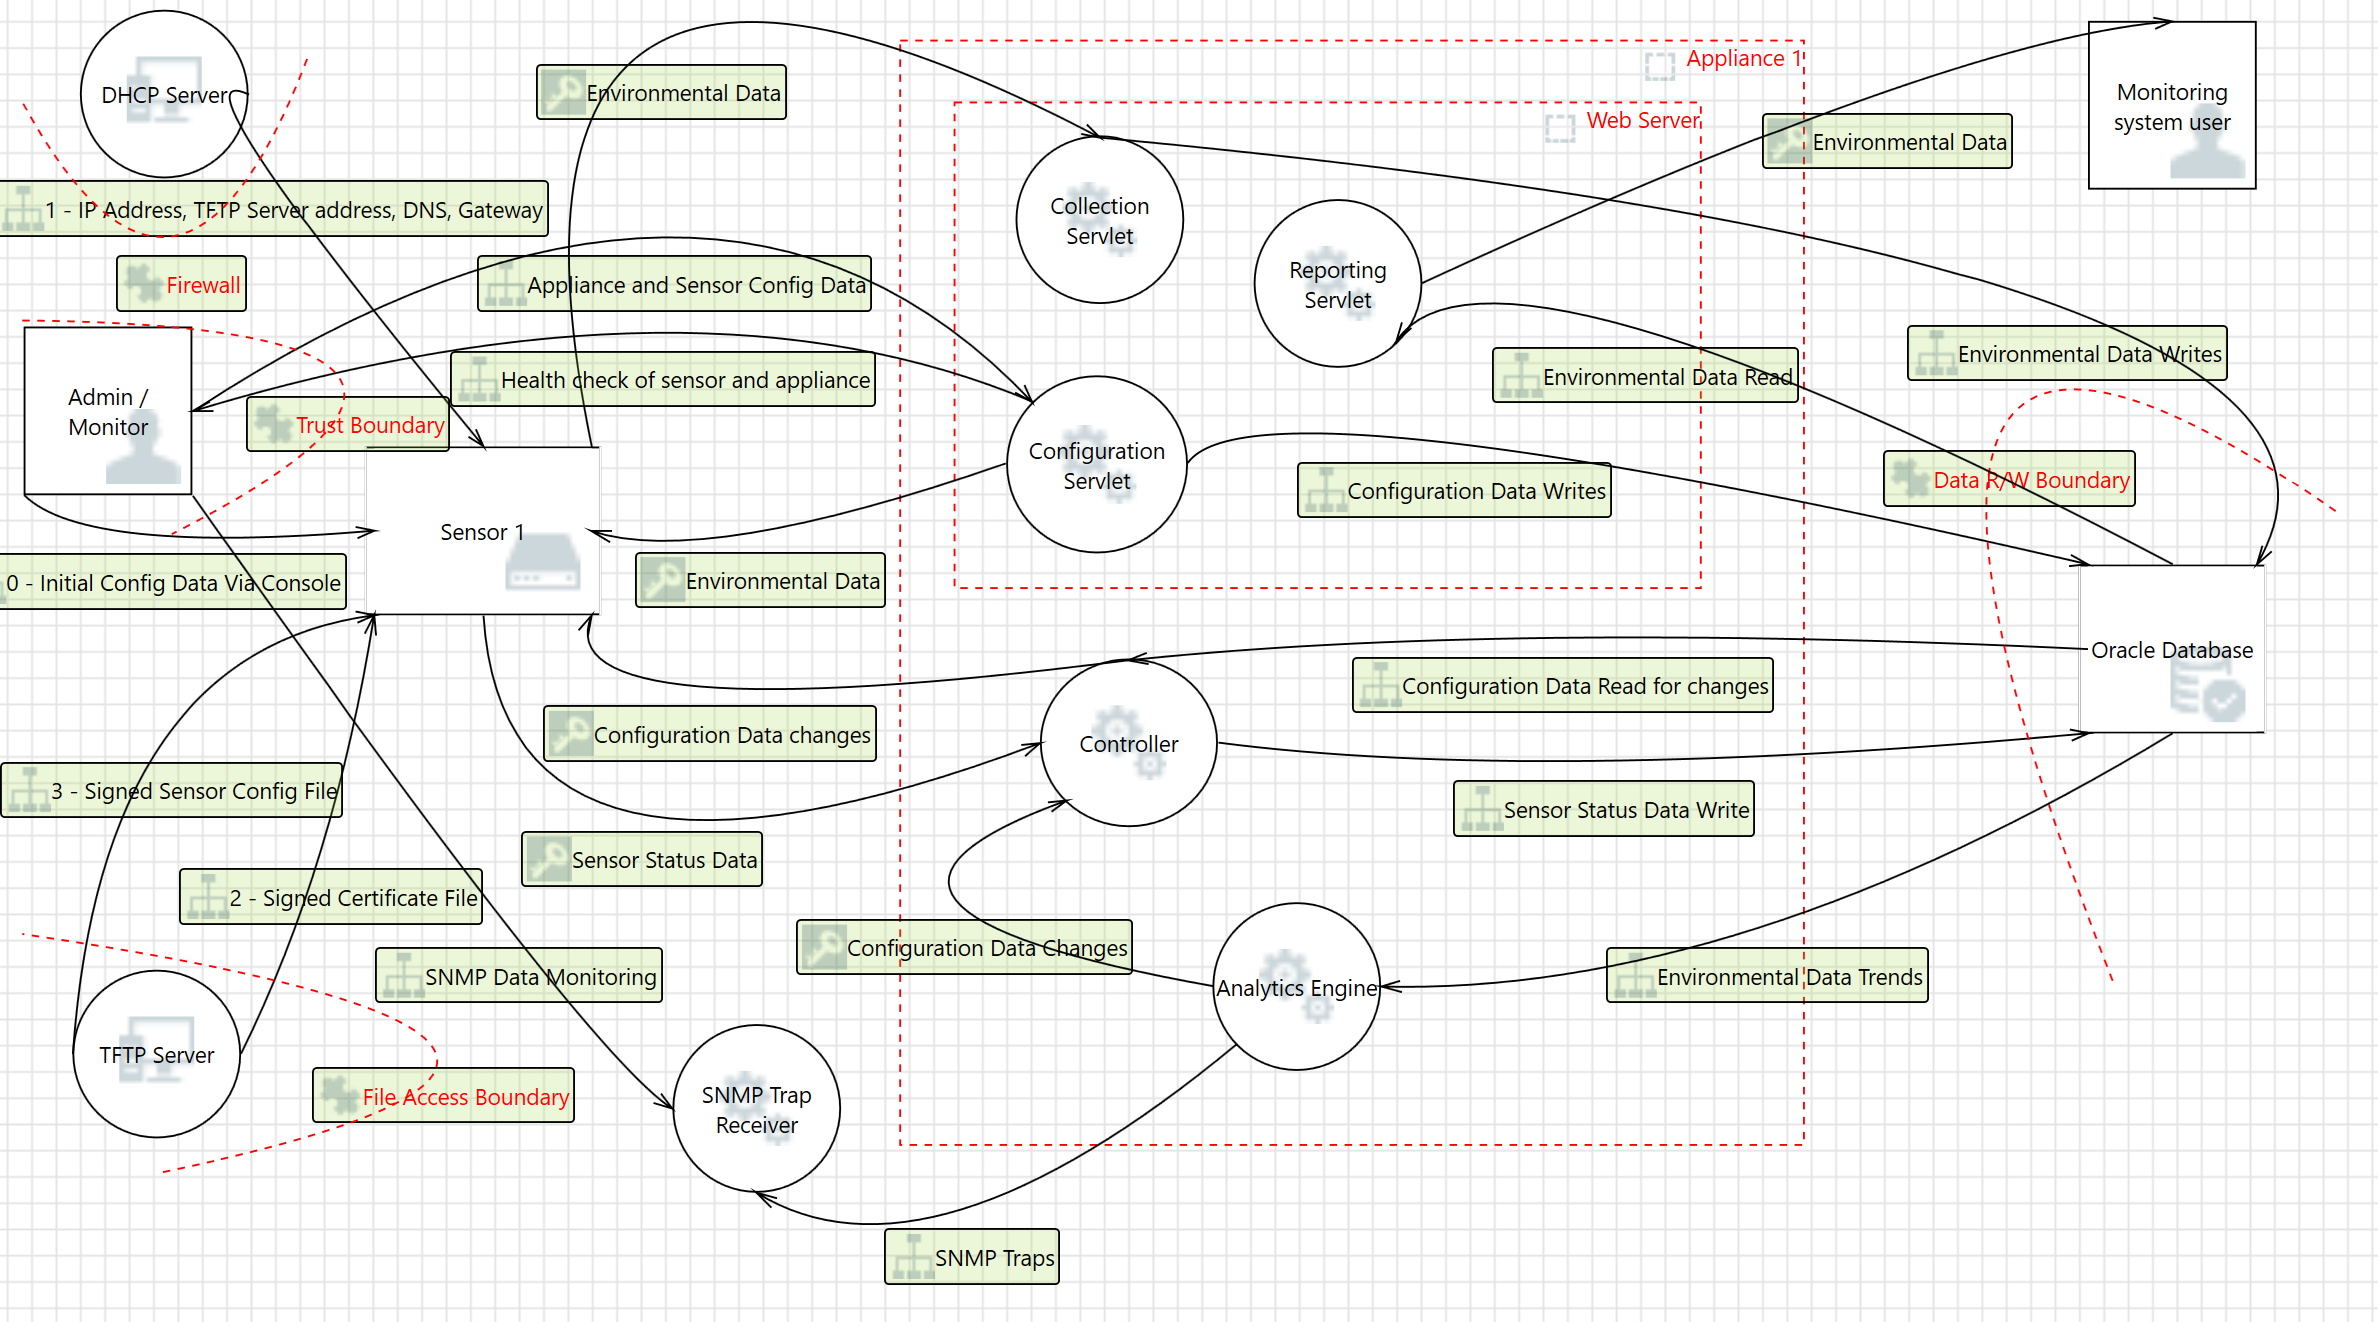 DHCP Server
Environmental Data
Appliance 1
Web Server
Monitoring
system user
Environmental Data
1 - IP Address, TFTP Server address, DNS, Gateway
Collection
Servlet
Firewall
Appliance and Sensor Config Data
Reporting
Servlet
Admin /
Monitor
Health check of sensor and appliance
Environmental Data Read
Environmental Data Writes
Trust Boundary
Configuration
Servlet
Configuration Data Writes
Data R/W Boundary
Sensor 1
0 - Initial Config Data Via Console
Environmental Data
Oracle Database
Configuration Data Read for changes
Configuration Data changes
Controller
3 - Signed Sensor Config File
Sensor Status Data Write
Sensor Status Data
2 - Signed Certificate File
Configuration Data Changes
SNMP Data Monitoring
Analytics Engine
Environmental Data Trends
TFTP Server
File Access Boundary
SNMP Trap
Receiver
SNMP Traps